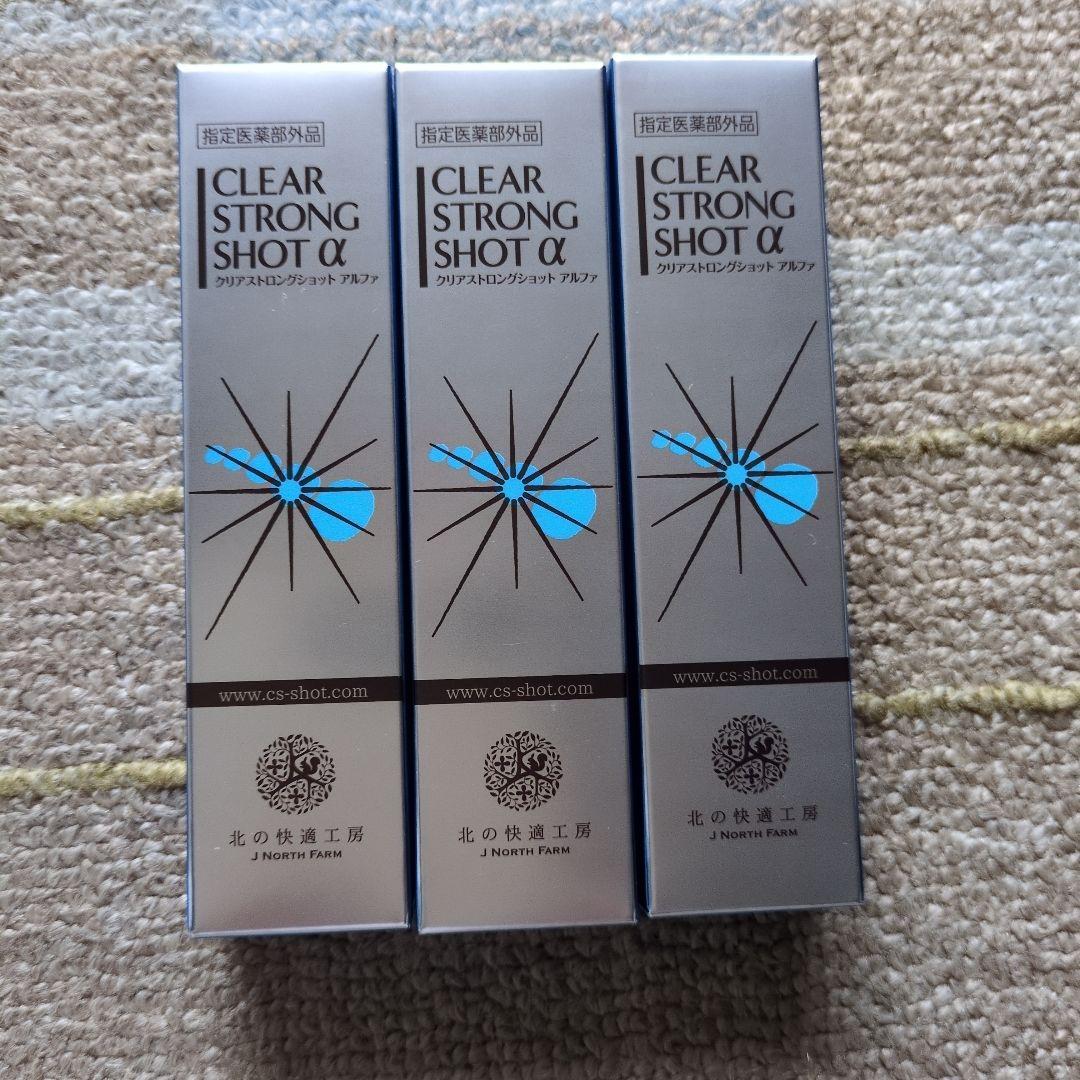 指定医薬部外品
CLEAR
STRONG
SHOT α
クリアストロングショット アルファ
www.cs-shot.com
北の快適工房
J NORTH FARM
指定医薬部外品
CLEAR
STRONG
SHOT α
クリアストロングショット アルファ
www.cs-shot.com
北の快適工房
J NORTH FARM
指定医薬部外品
CLEAR
STRONG
SHOT α
クリアストロングショット アルファ
www.cs-shot.com
北の快適工房
J NORTH FARM